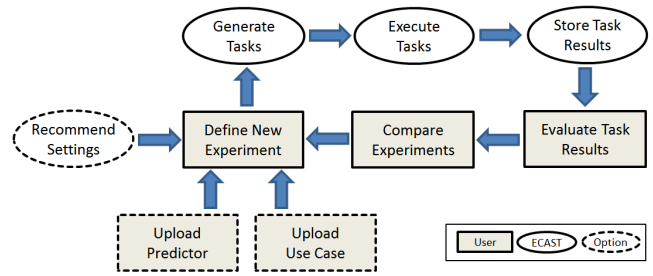 Generate
Tasks
Execute
Tasks
Store Task
Results
Recommend
Settings
Define New
Experiment
Compare
Experiments
Evaluate Task
Results
Upload
Predictor
Upload
Use Case
User
ECAST
Option